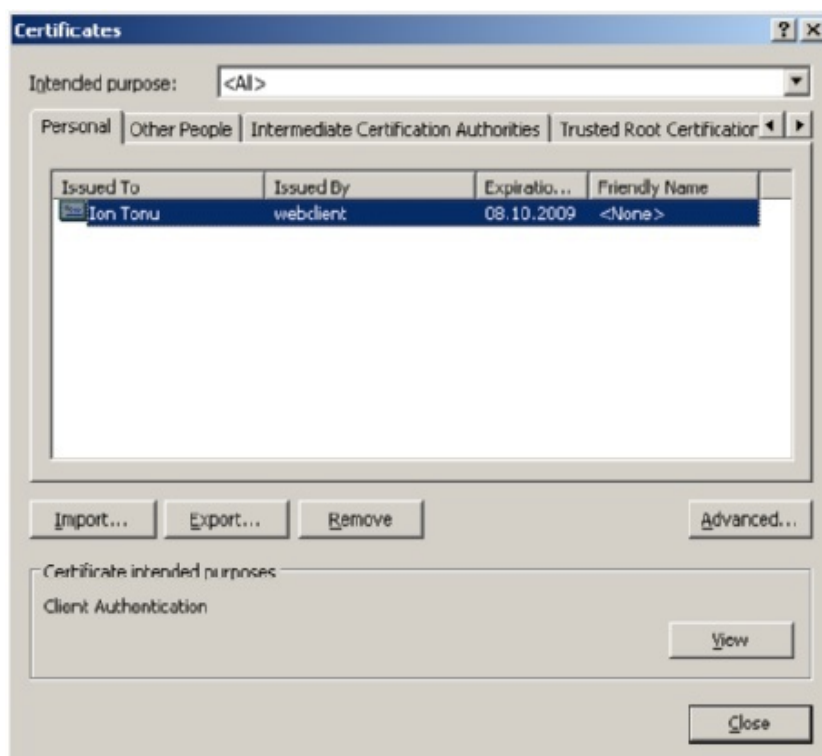 Certificates
Intended purpose: <All>
Personal Other People Intermediate Certification Authorities Trusted Root Certification
Issued To Issued By Expiratio... Friendly Name
Ion Tonu webclient 08.10.2009 <None>
Import... Export... Remove Advanced...
Certificate intended purposes
Client Authentication
View
Close